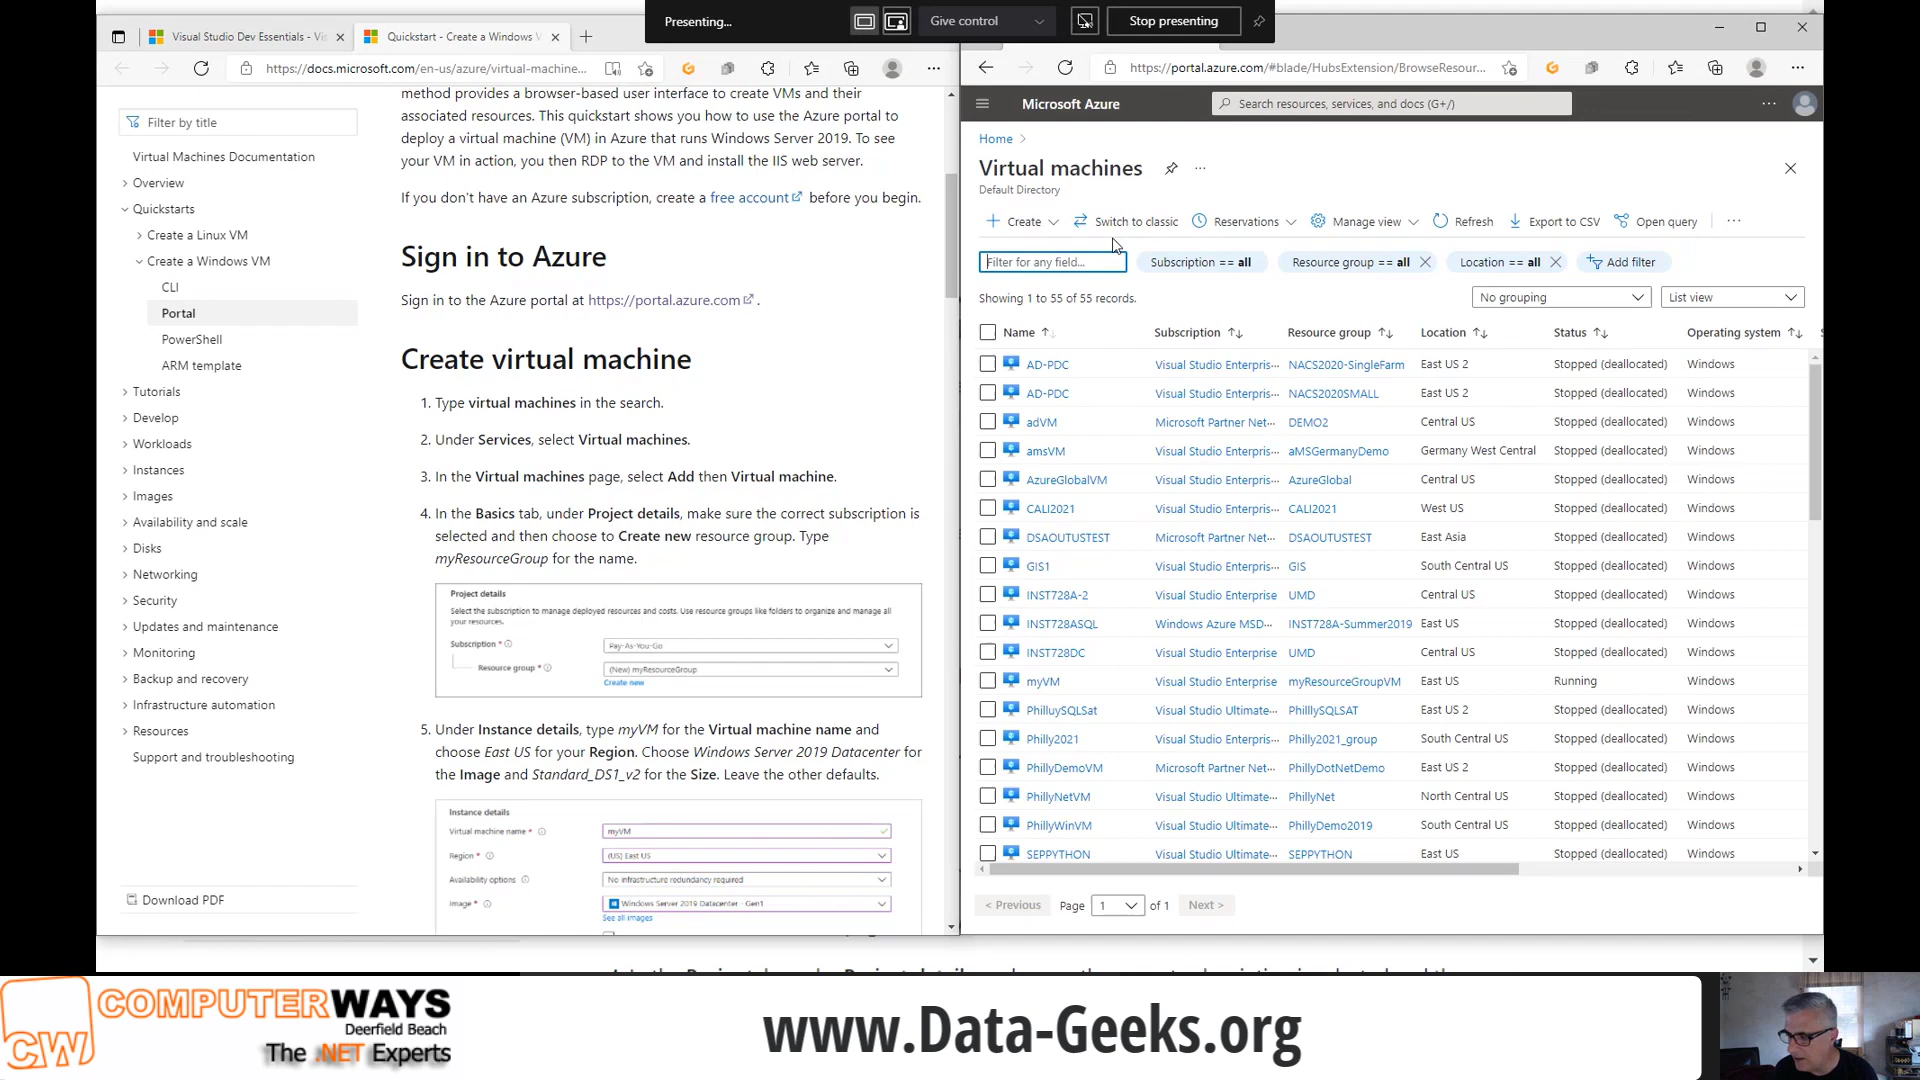 Presenting...
Give control
Stop presenting
Visual Studio Dev Essentials - Vis
Quickstart - Create a Windows V
https://docs.microsoft.com/en-us/azure/virtual-machine...
Filter by title
Virtual Machines Documentation
Overview
Quickstarts
Create a Linux VM
Create a Windows VM
CLI
Portal
PowerShell
ARM template
Tutorials
Develop
Workloads
Instances
Images
Availability and scale
Disks
Networking
Security
Updates and maintenance
Monitoring
Backup and recovery
Infrastructure automation
Resources
Support and troubleshooting
Download PDF
method provides a browser-based user interface to create VMs and their
associated resources. This quickstart shows you how to use the Azure portal to
deploy a virtual machine (VM) in Azure that runs Windows Server 2019. To see
your VM in action, you then RDP to the VM and install the IIS web server.
If you don't have an Azure subscription, create a free account before you begin.
Sign in to Azure
Sign in to the Azure portal at https://portal.azure.com .
Create virtual machine
1. Type virtual machines in the search.
2. Under Services, select Virtual machines.
3. In the Virtual machines page, select Add then Virtual machine.
4. In the Basics tab, under Project details, make sure the correct subscription is
selected and then choose to Create new resource group. Type
myResourceGroup for the name.
Project details
Select the subscription to manage deployed resources and costs. Use resource groups like folders to organize and manage all
your resources.
Subscription * Pay-As-You-Go
Resource group * (New) myResourceGroup
Create new
5. Under Instance details, type myVM for the Virtual machine name and
choose East US for your Region. Choose Windows Server 2019 Datacenter for
the Image and Standard_DS1_v2 for the Size. Leave the other defaults.
Instance details
Virtual machine name * myVM
Region * (US) East US
Availability options No infrastructure redundancy required
Image * Windows Server 2019 Datacenter - Gen1
See all images
https://portal.azure.com/#blade/HubsExtension/BrowseResour...
Microsoft Azure
Search resources, services, and docs (G+/)
Home
Virtual machines
Default Directory
Create Switch to classic Reservations Manage view Refresh Export to CSV Open query
Filter for any field... Subscription == all Resource group == all Location == all Add filter
Showing 1 to 55 of 55 records.
No grouping List view
Name Subscription Resource group Location Status Operating system
AD-PDC Visual Studio Enterpris... NACS2020-SingleFarm East US 2 Stopped (deallocated) Windows
AD-PDC Visual Studio Enterpris... NACS2020SMALL East US 2 Stopped (deallocated) Windows
adVM Microsoft Partner Net... DEMO2 Central US Stopped (deallocated) Windows
amsVM Visual Studio Enterpris... aMSGermanyDemo Germany West Central Stopped (deallocated) Windows
AzureGlobalVM Visual Studio Enterpris... AzureGlobal Central US Stopped (deallocated) Windows
CALI2021 Visual Studio Enterpris... CALI2021 West US Stopped (deallocated) Windows
DSAOUTUSTEST Microsoft Partner Net... DSAOUTUSTEST East Asia Stopped (deallocated) Windows
GIS1 Visual Studio Enterpris... GIS South Central US Stopped (deallocated) Windows
INST728A-2 Visual Studio Enterprise UMD Central US Stopped (deallocated) Windows
INST728ASQL Windows Azure MSD... INST728A-Summer2019 East US Stopped (deallocated) Windows
INST728DC Visual Studio Enterprise UMD Central US Stopped (deallocated) Windows
myVM Visual Studio Enterprise myResourceGroupVM East US Running Windows
PhilluySQLSat Visual Studio Ultimate... PhilllySQLSAT East US 2 Stopped (deallocated) Windows
Philly2021 Visual Studio Enterpris... Philly2021_group South Central US Stopped (deallocated) Windows
PhillyDemoVM Microsoft Partner Net... PhillyDotNetDemo East US 2 Stopped (deallocated) Windows
PhillyNetVM Visual Studio Ultimate... PhillyNet North Central US Stopped (deallocated) Windows
PhillyWinVM Visual Studio Ultimate... PhillyDemo2019 South Central US Stopped (deallocated) Windows
SEPPYTHON Visual Studio Ultimate... SEPPYTHON East US Stopped (deallocated) Windows
< Previous Page 1 of 1 Next >
CW
COMPUTERWAYS
Deerfield Beach
The .NET Experts
www.Data-Geeks.org